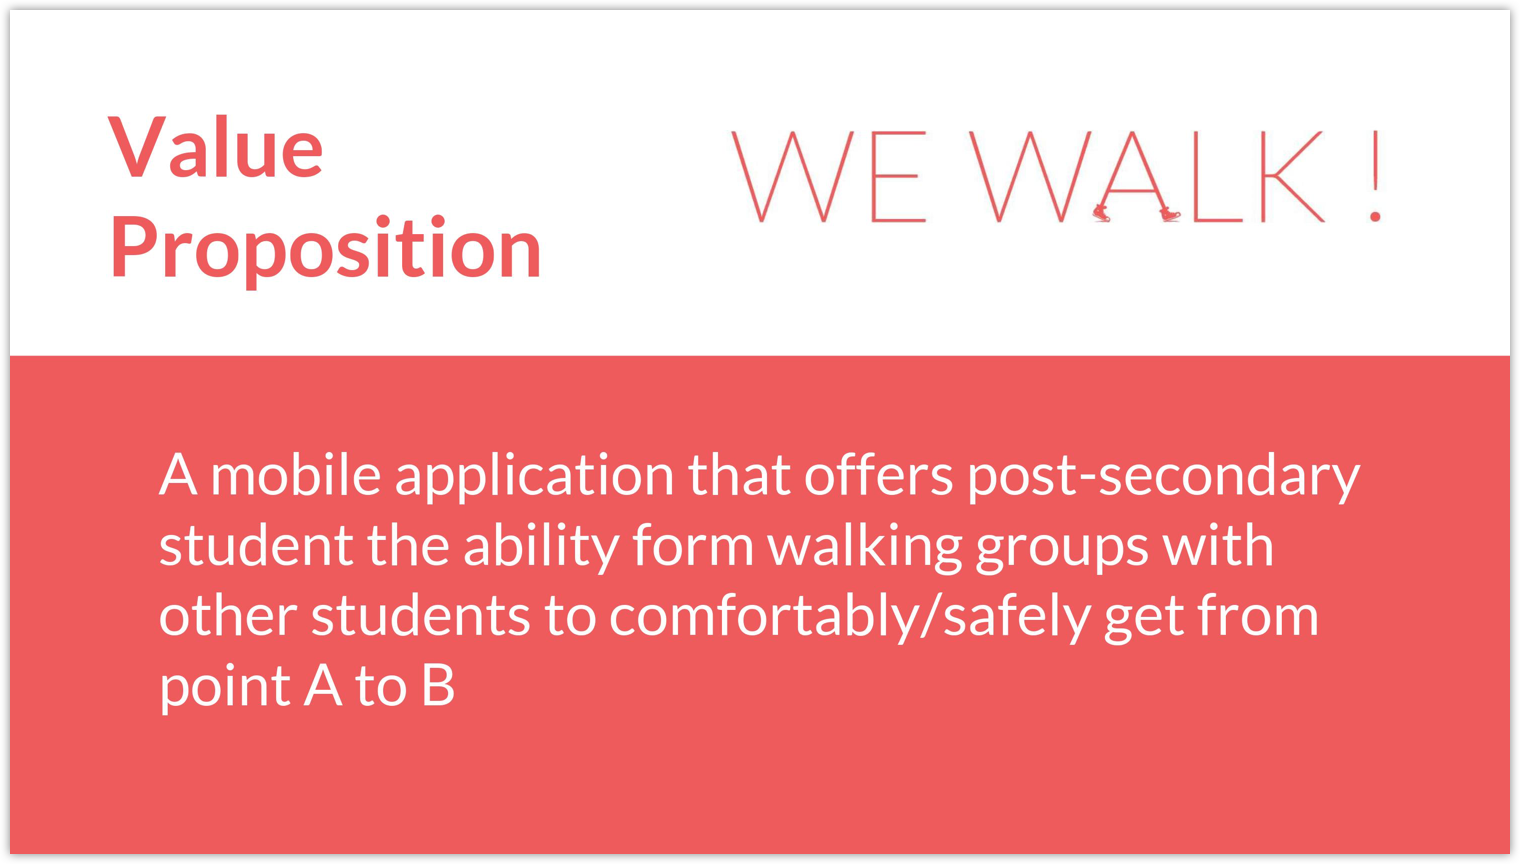 Value
Proposition
WE WALK !
A mobile application that offers post-secondary
student the ability form walking groups with
other students to comfortably/safely get from
point A to B